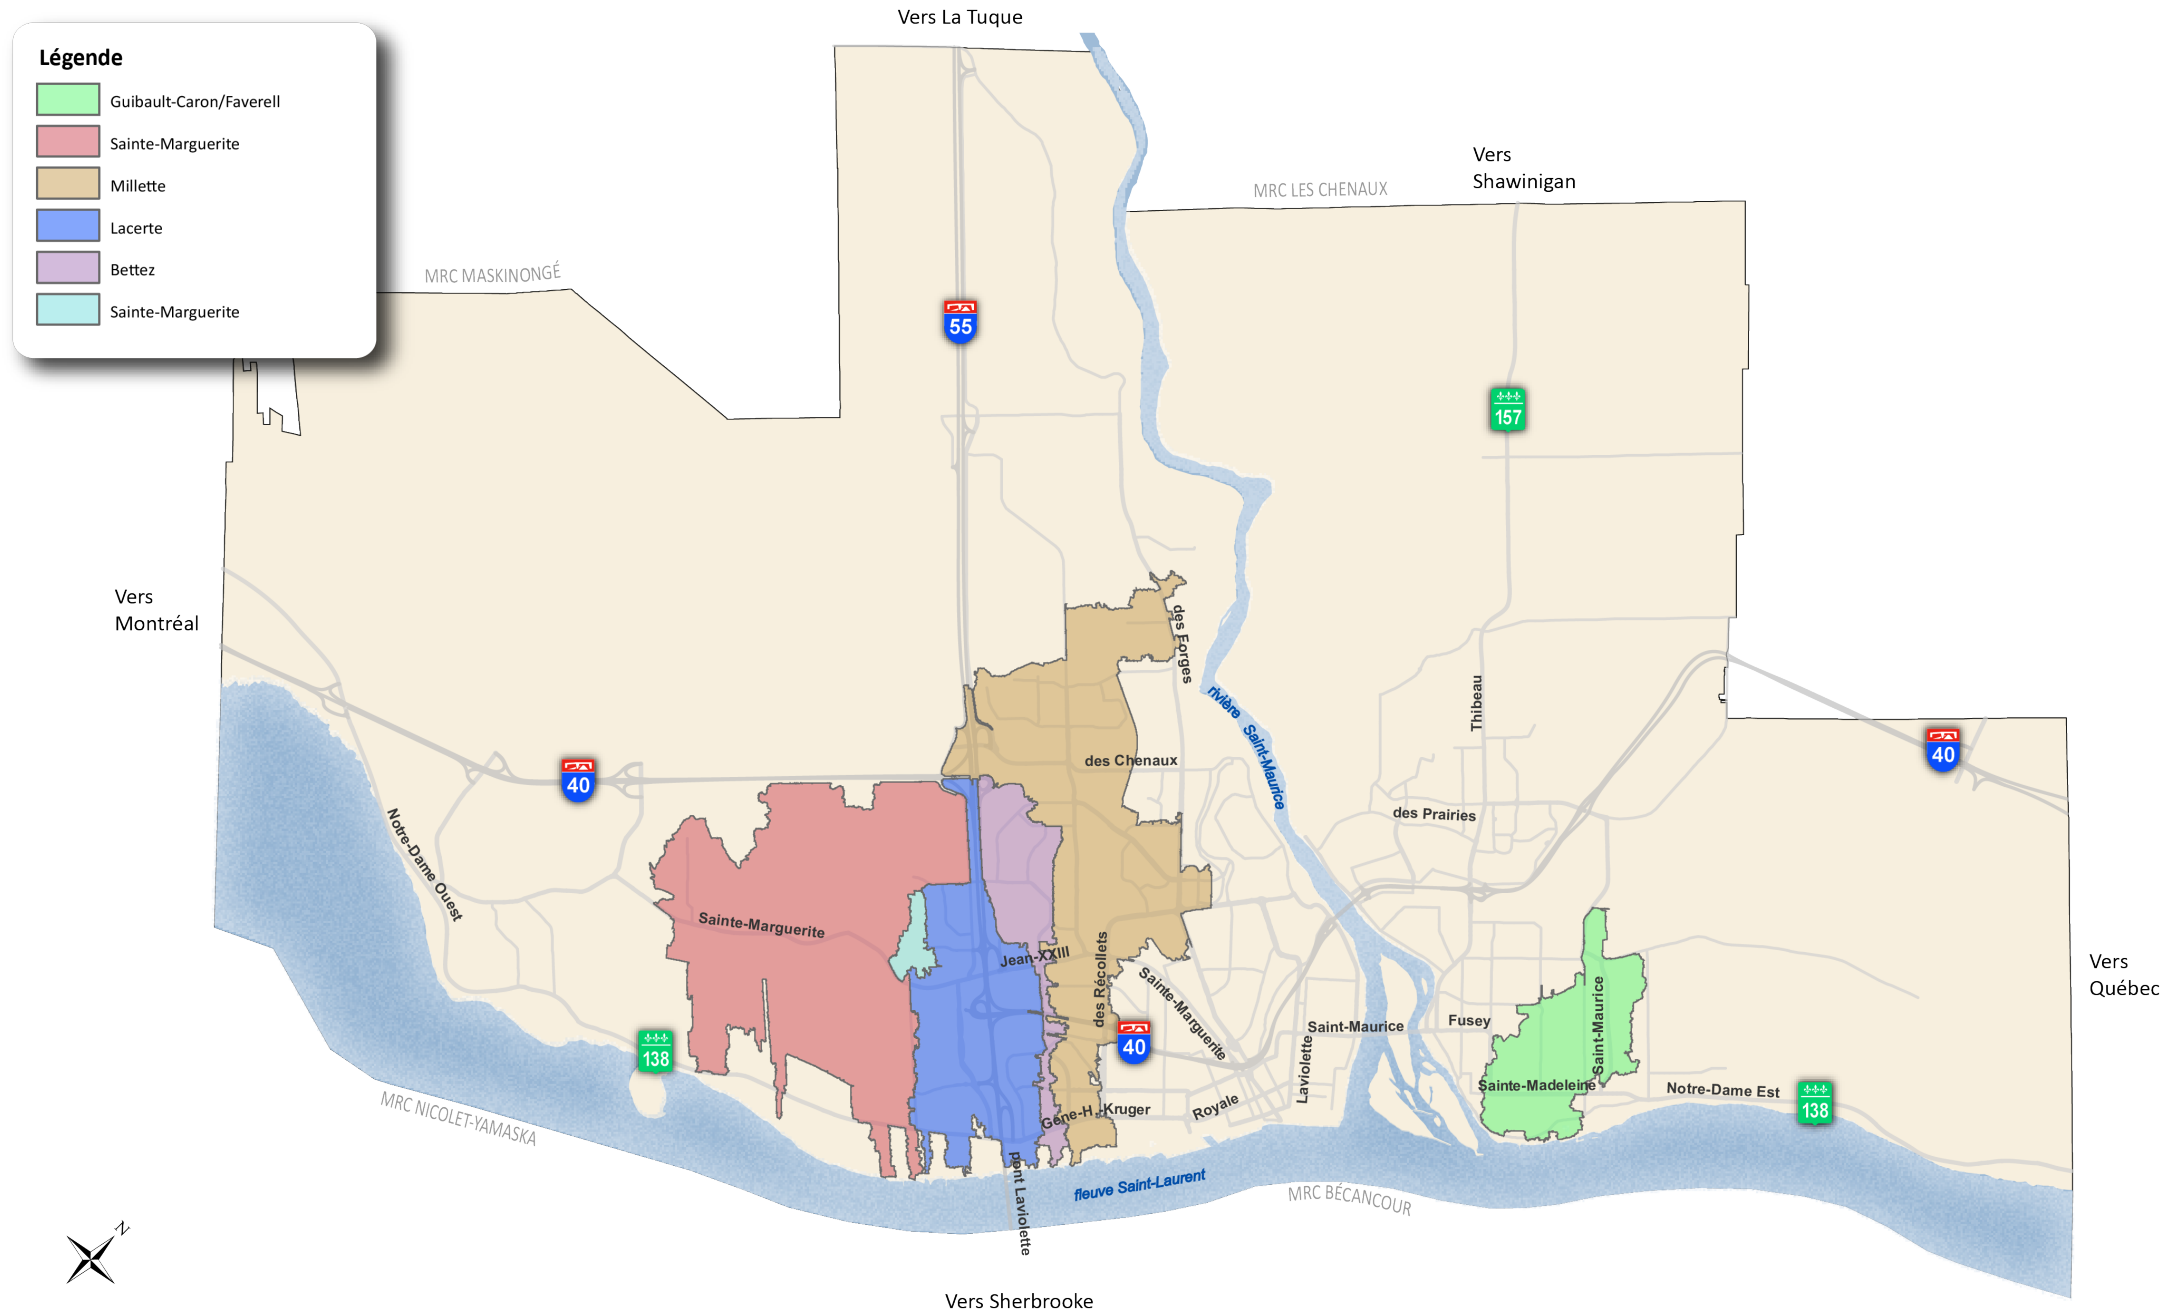 Vers La Tuque
Légende
Guibault-Caron/Faverell
Sainte-Marguerite
Millette
Lacerte
Bettez
Sainte-Marguerite
Vers
Shawinigan
MRC LES CHENAUX
MRC MASKINONGÉ
55
157
Vers
Montréal
des Forges
rivière Saint-Maurice
Thibeau
40
des Chenaux
40
Notre-Dame Ouest
des Prairies
Sainte-Marguerite
Jean-XXIII
des Récollets
Sainte-Marguerite
Vers
Québec
138
40
Saint-Maurice
Fusey
Saint-Maurice
Laviolette
Sainte-Madeleine
Notre-Dame Est
138
MRC NICOLET-YAMASKA
Gene-H.-Kruger
Royale
pont Laviolette
fleuve Saint-Laurent
MRC BÉCANCOUR
N
Vers Sherbrooke